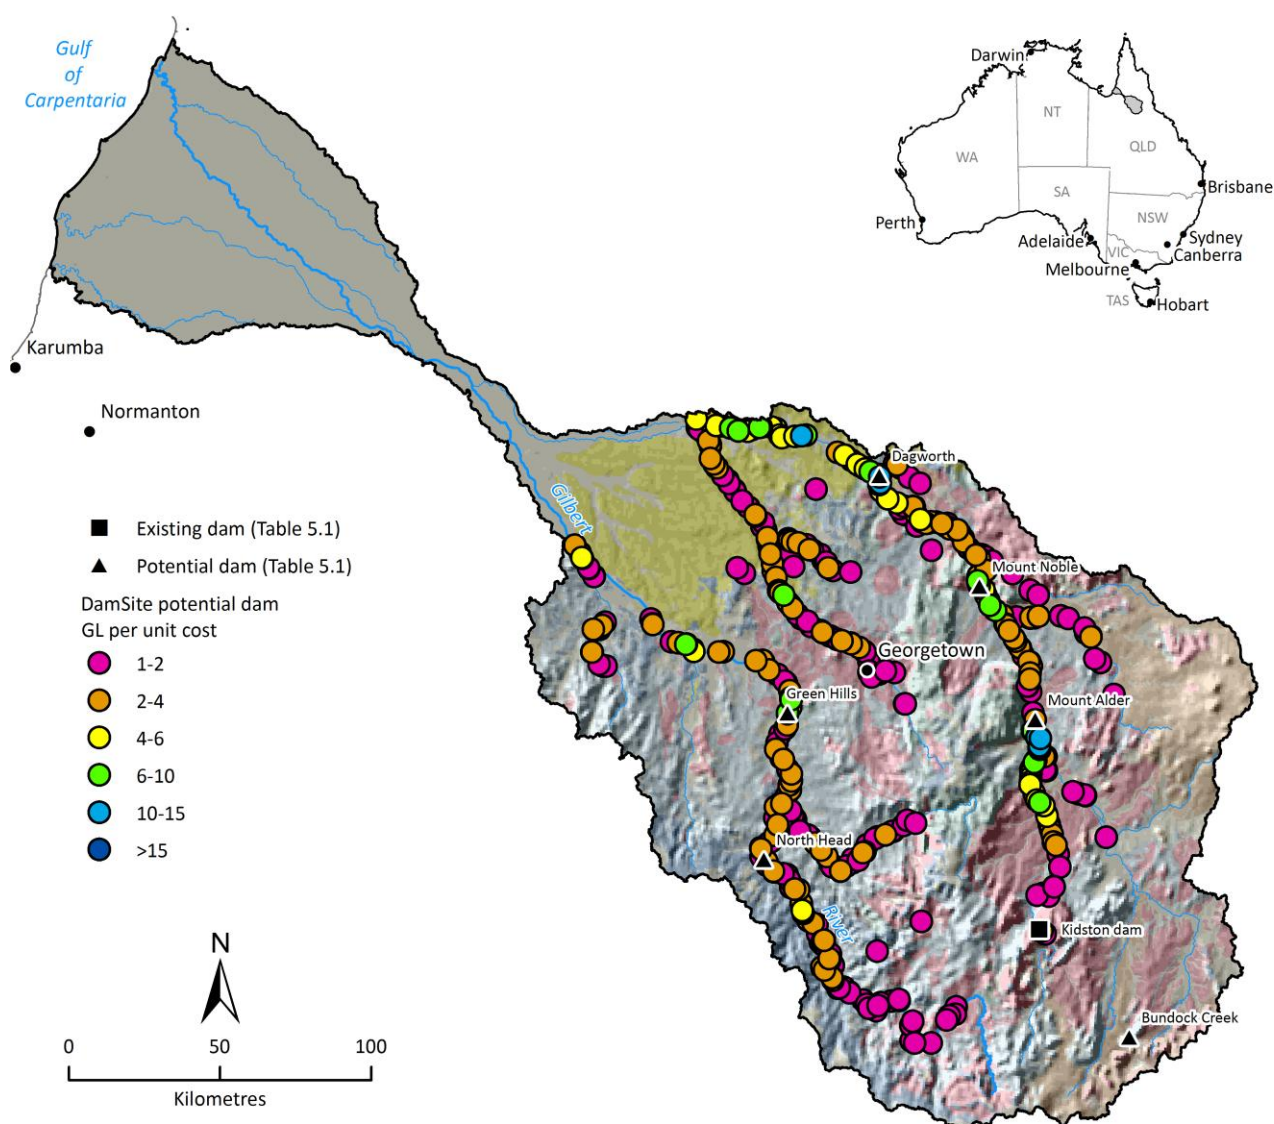 Gulf
of
Carpentaria
Karumba
Normanton
Existing dam (Table 5.1)
Potential dam (Table 5.1)
DamSite potential dam
GL per unit cost
1-2
2-4
4-6
6-10
10-15
>15
N
0 50 100
Kilometres
Darwin
NT
WA
QLD
SA
Brisbane
NSW
Perth
Adelaide
Sydney
VIC
Canberra
Melbourne
TAS
Hobart
Dagworth
Gilbert
Mount Noble
Georgetown
Green Hills
Mount Alder
North Head
River
Kidston dam
Bundock Creek